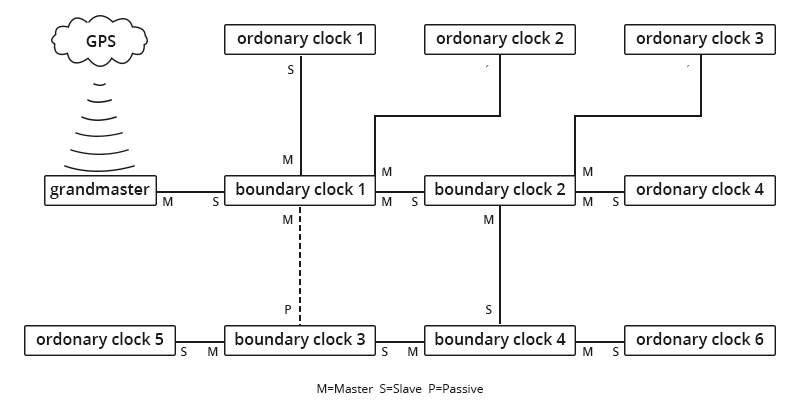 GPS
ordonary clock 1
ordonary clock 2
ordonary clock 3
S
M
M
M
grandmaster
boundary clock 1
boundary clock 2
ordonary clock 4
M
S
M
S
M
S
M
M
P
S
ordonary clock 5
boundary clock 3
boundary clock 4
ordonary clock 6
S
M
S
M
M
S
M=Master S=Slave P=Passive